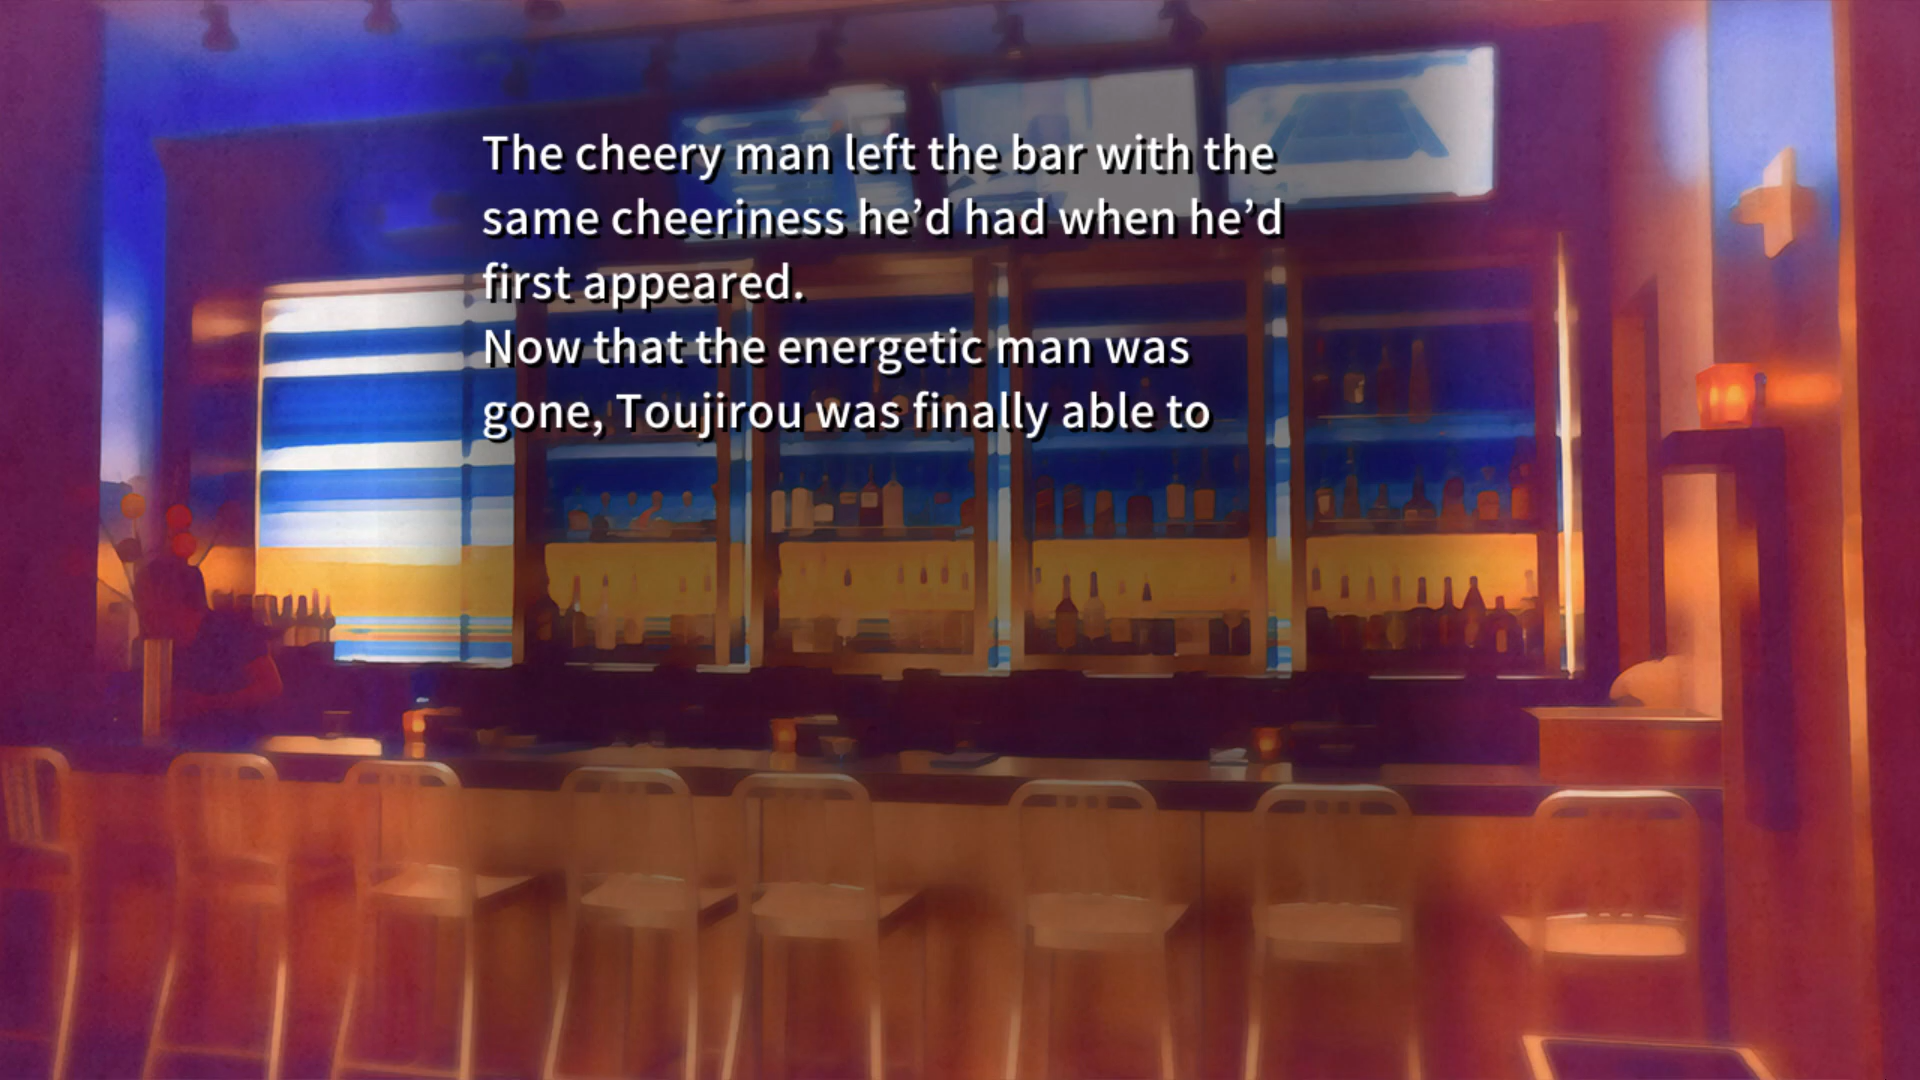 The cheery man left the bar with the
same cheeriness he’d had when he’d
first appeared.
Now that the energetic man was
gone, Toujirou was finally able to